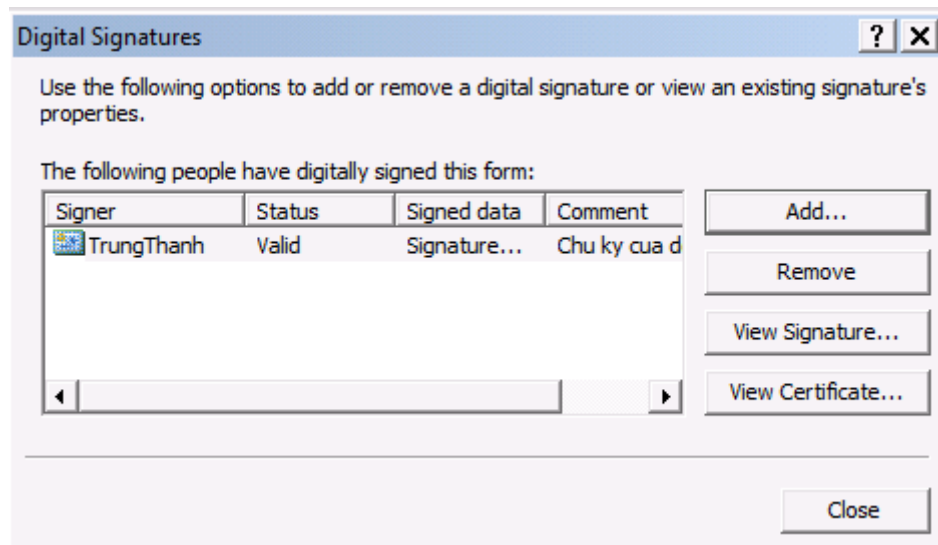 Digital Signatures
Use the following options to add or remove a digital signature or view an existing signature's
properties.
The following people have digitally signed this form:
Signer Status Signed data Comment
TrungThanh Valid Signature... Chu ky cua d
Add...
Remove
View Signature...
View Certificate...
Close